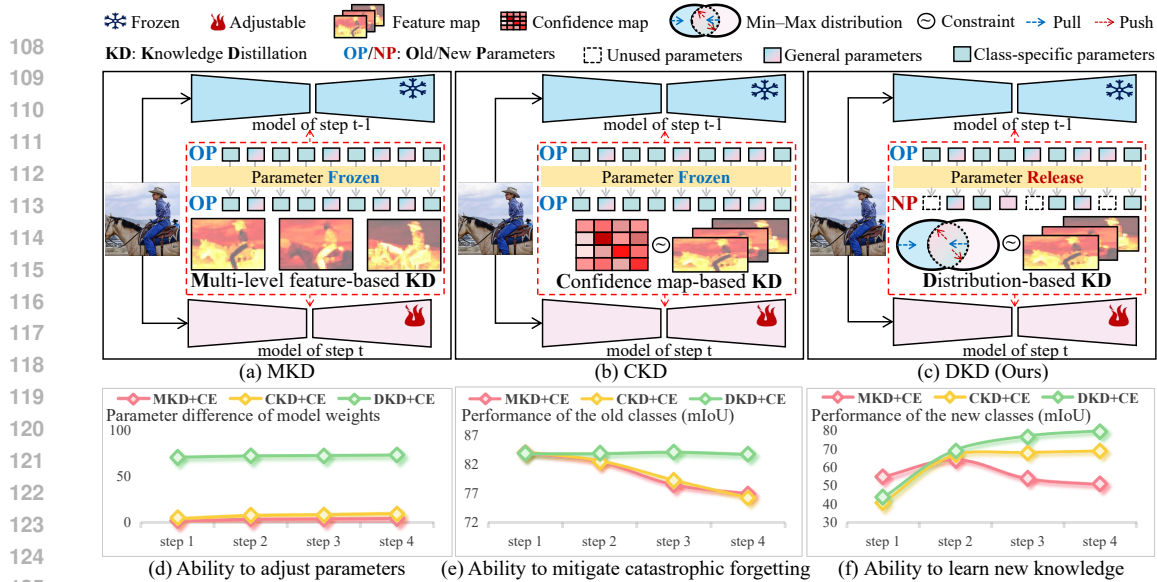 Frozen Adjustable Feature map Confidence map Min–Max distribution ~ Constraint Pull Push
KD: Knowledge Distillation OP/NP: Old/New Parameters Unused parameters General parameters Class-specific parameters
108
109
110
111
112
113
114
115
116
117
118
119
120
121
122
123
124
model of step t-1
OP
Parameter Frozen
OP
Multi-level feature-based KD
model of step t
(a) MKD
model of step t-1
OP
Parameter Frozen
OP
~
Confidence map-based KD
model of step t
(b) CKD
model of step t-1
OP
Parameter Release
NP
~
Distribution-based KD
model of step t
(c) DKD (Ours)
MKD+CE CKD+CE DKD+CE
Parameter difference of model weights
100
50
0
step 1 step 2 step 3 step 4
(d) Ability to adjust parameters
MKD+CE CKD+CE DKD+CE
Performance of the old classes (mIoU)
87
82
77
72
step 1 step 2 step 3 step 4
(e) Ability to mitigate catastrophic forgetting
MKD+CE CKD+CE DKD+CE
Performance of the new classes (mIoU)
80
70
60
50
40
30
step 1 step 2 step 3 step 4
(f) Ability to learn new knowledge